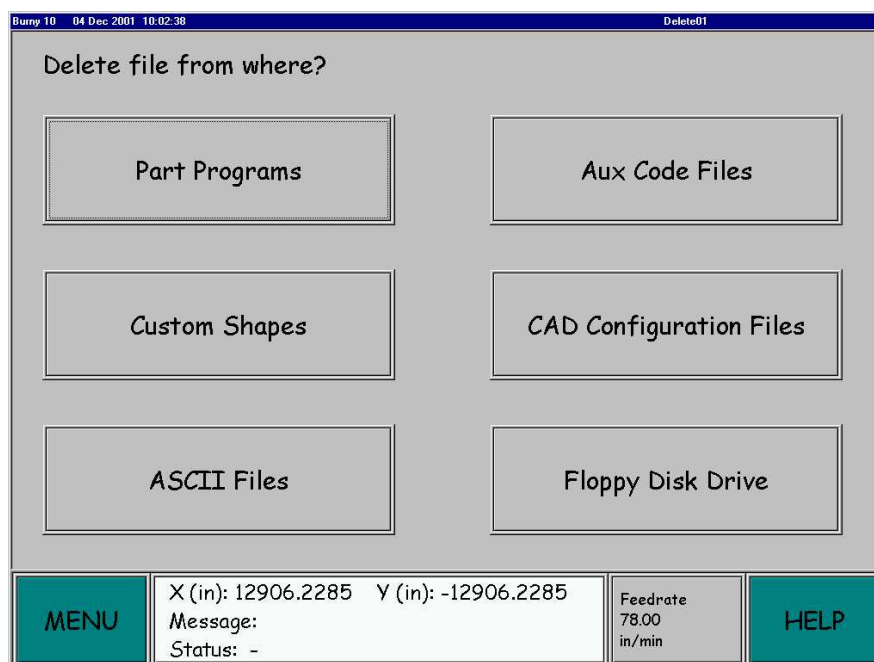 Burny 10 04 Dec 2001 10:02:38 Delete01
Delete file from where?
Part Programs
Aux Code Files
Custom Shapes
CAD Configuration Files
ASCII Files
Floppy Disk Drive
MENU
X (in): 12906.2285 Y (in): -12906.2285
Message:
Status: -
Feedrate
78.00
in/min
HELP